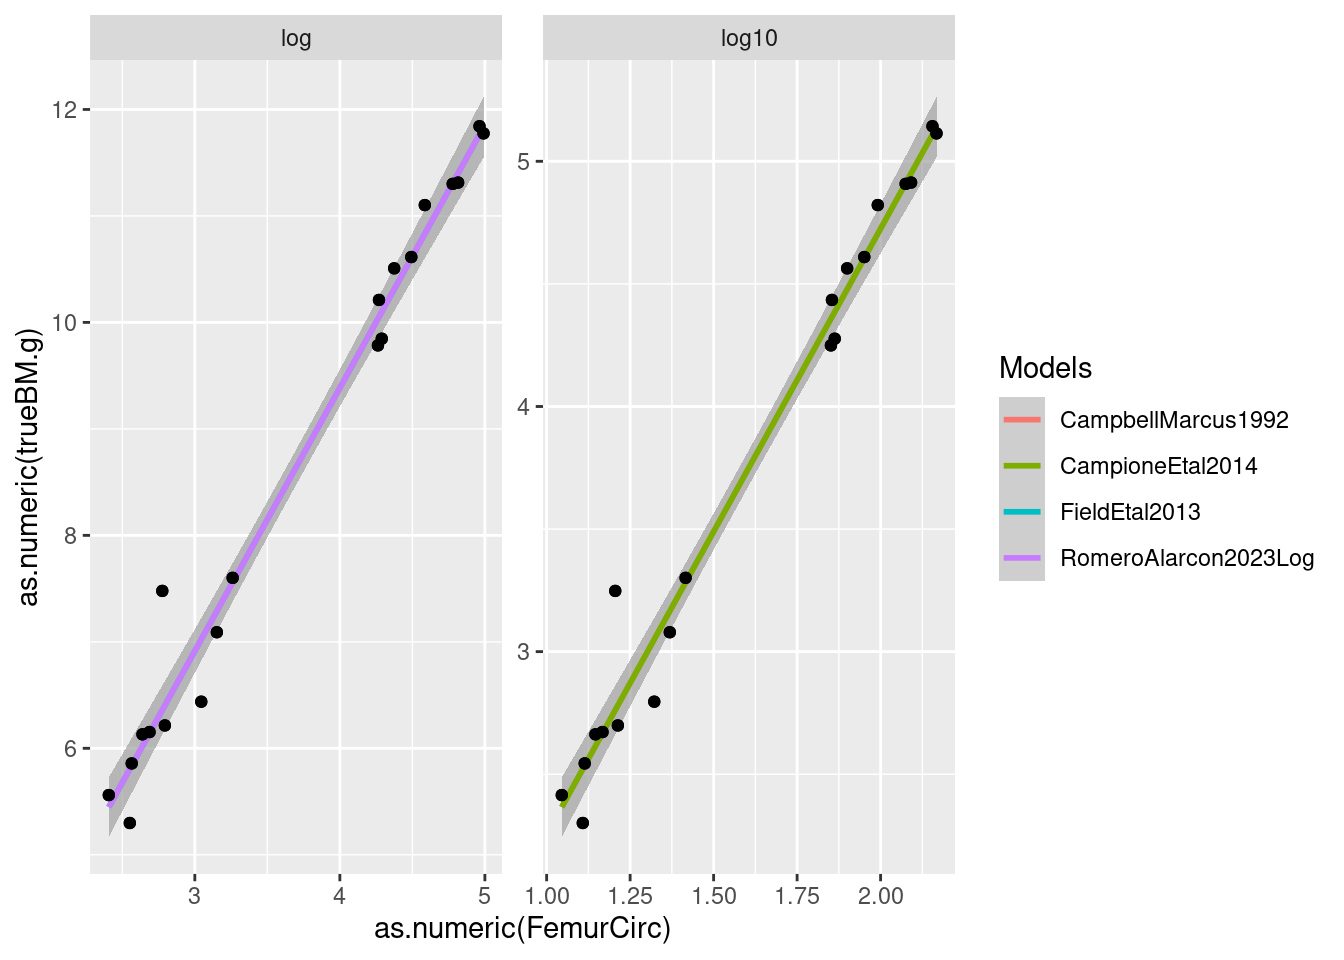 log
log10
12
10
8
6
5
4
3
3
4
5
1.00
1.25
1.50
1.75
2.00
as.numeric(trueBM.g)
as.numeric(FemurCirc)
Models
CampbellMarcus1992
CampioneEtal2014
FieldEtal2013
RomeroAlarcon2023Log